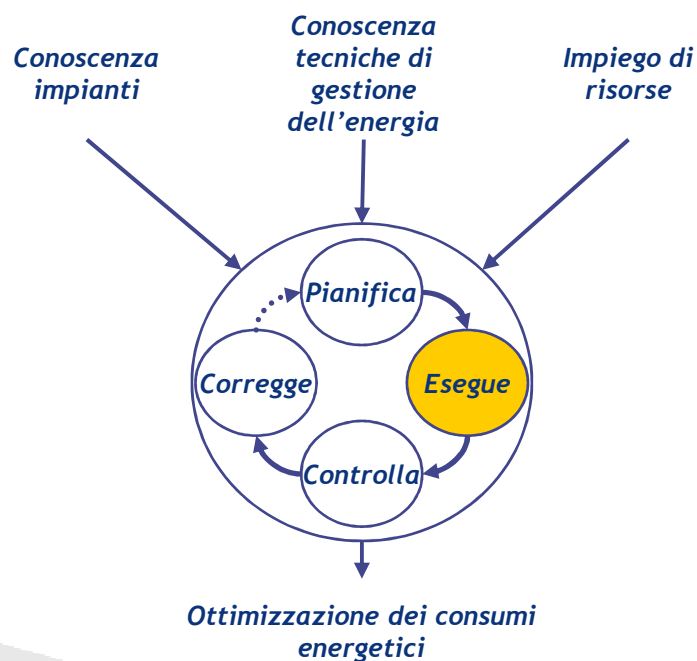 Conoscenza
impianti
Conoscenza
tecniche di
gestione
dell’energia
Impiego di
risorse
Pianifica
Corregge
Esegue
Controlla
Ottimizzazione dei consumi
energetici